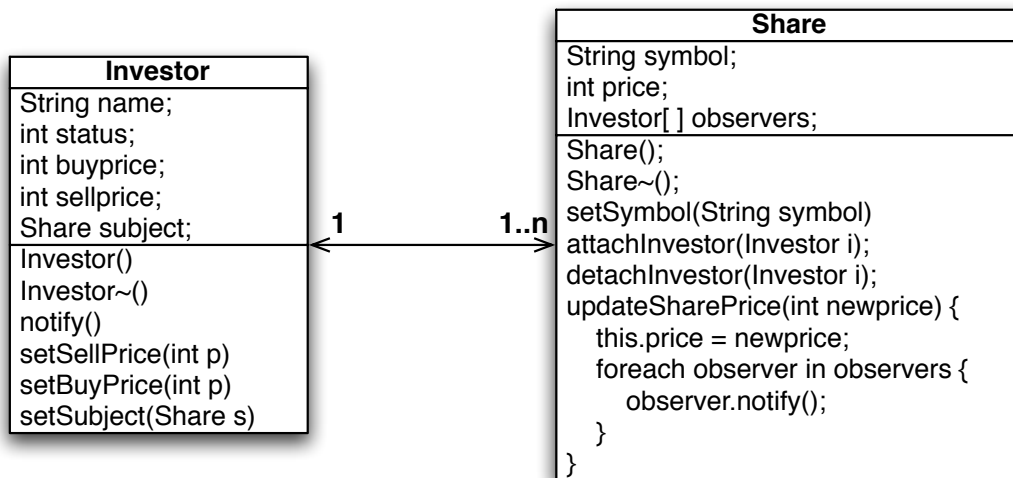 Investor
String name;
int status;
int buyprice;
int sellprice;
Share subject;
Investor()
Investor~()
notify()
setSellPrice(int p)
setBuyPrice(int p)
setSubject(Share s)
1
1..n
Share
String symbol;
int price;
Investor[ ] observers;
Share();
Share~();
setSymbol(String symbol)
attachInvestor(Investor i);
detachInvestor(Investor i);
updateSharePrice(int newprice) {
this.price = newprice;
foreach observer in observers {
observer.notify();
}
}